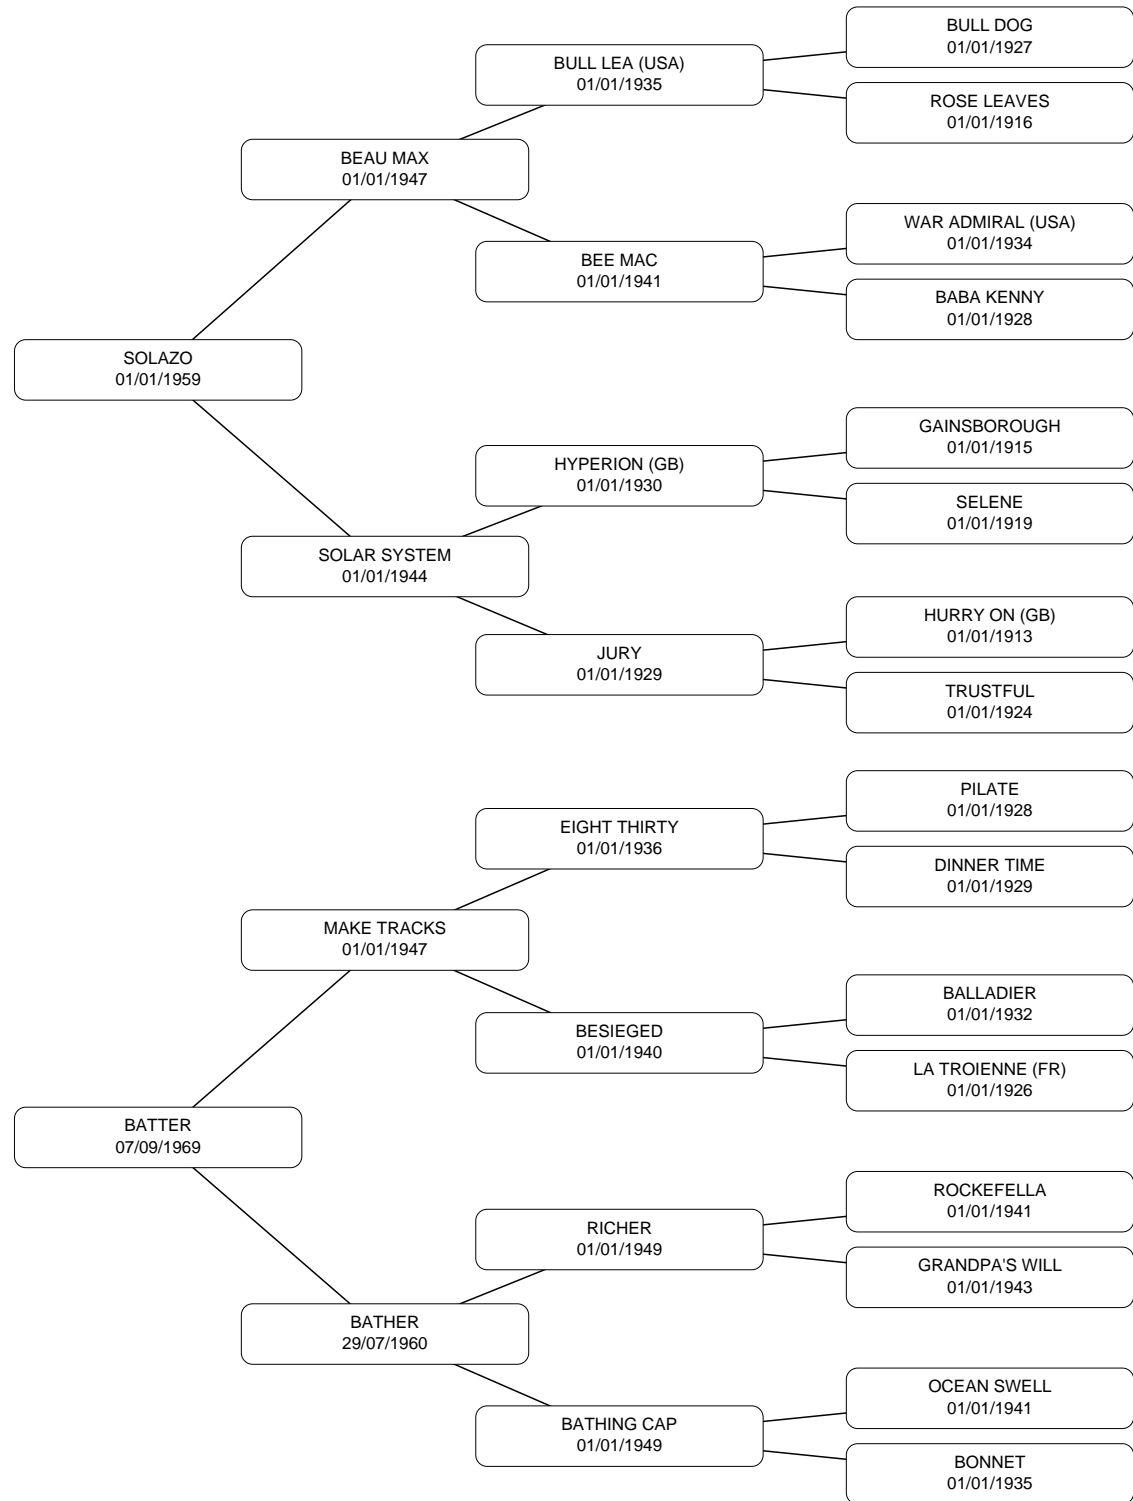 BULL DOG
01/01/1927
BULL LEA (USA)
01/01/1935
ROSE LEAVES
01/01/1916
BEAU MAX
01/01/1947
WAR ADMIRAL (USA)
01/01/1934
BEE MAC
01/01/1941
BABA KENNY
01/01/1928
SOLAZO
01/01/1959
GAINSBOROUGH
01/01/1915
HYPERION (GB)
01/01/1930
SELENE
01/01/1919
SOLAR SYSTEM
01/01/1944
HURRY ON (GB)
01/01/1913
JURY
01/01/1929
TRUSTFUL
01/01/1924
PILATE
01/01/1928
EIGHT THIRTY
01/01/1936
DINNER TIME
01/01/1929
MAKE TRACKS
01/01/1947
BALLADIER
01/01/1932
BESIEGED
01/01/1940
LA TROIENNE (FR)
01/01/1926
BATTER
07/09/1969
ROCKEFELLA
01/01/1941
RICHER
01/01/1949
GRANDPA'S WILL
01/01/1943
BATHER
29/07/1960
OCEAN SWELL
01/01/1941
BATHING CAP
01/01/1949
BONNET
01/01/1935